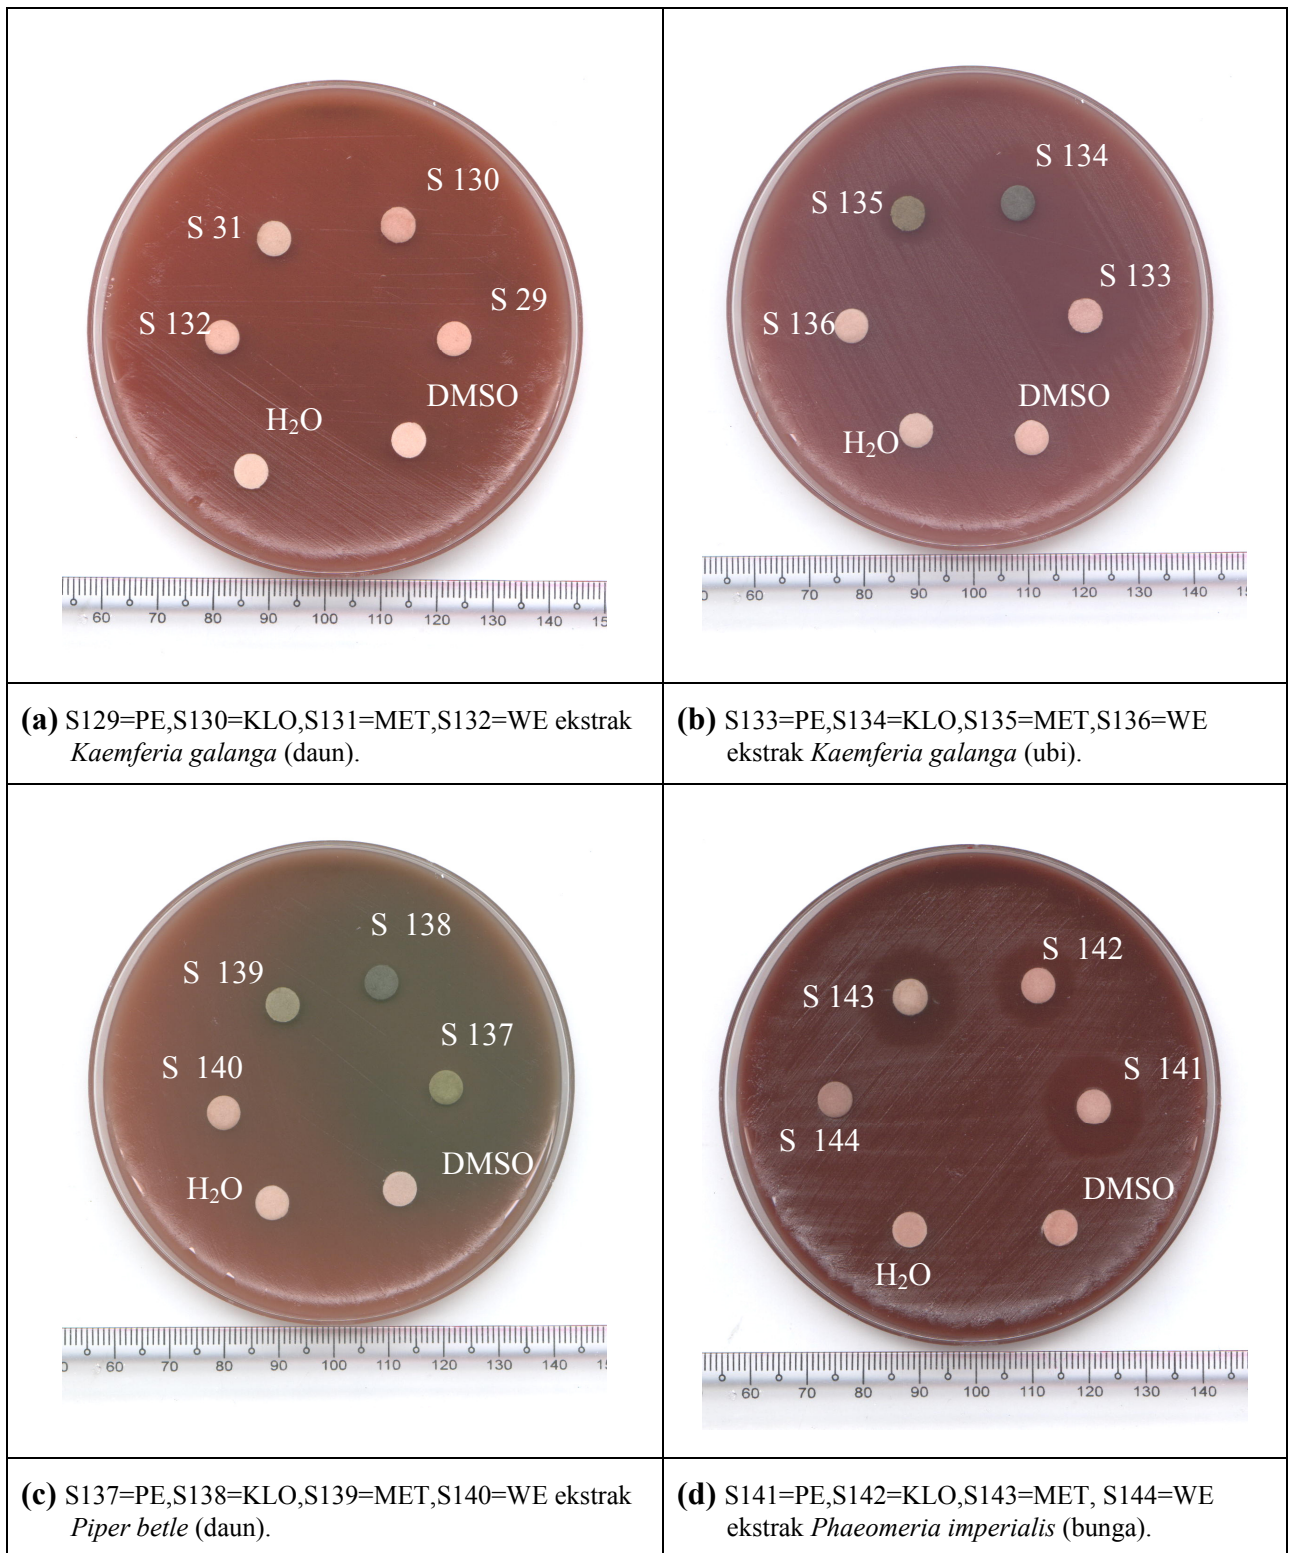 S 130
S 31
S 29
S 132
DMSO
H₂O
60 70 80 90 100 110 120 130 140 15
(a) S129=PE,S130=KLO,S131=MET,S132=WE ekstrak
Kaemferia galanga (daun).
S 134
S 135
S 133
S 136
DMSO
H₂O
0 60 70 80 90 100 110 120 130 140 1
(b) S133=PE,S134=KLO,S135=MET,S136=WE
ekstrak Kaemferia galanga (ubi).
S 138
S 139
S 137
S 140
DMSO
H₂O
0 60 70 80 90 100 110 120 130 140 15
(c) S137=PE,S138=KLO,S139=MET,S140=WE ekstrak
Piper betle (daun).
S 142
S 143
S 141
S 144
DMSO
H₂O
60 70 80 90 100 110 120 130 140
(d) S141=PE,S142=KLO,S143=MET, S144=WE
ekstrak Phaeomeria imperialis (bunga).